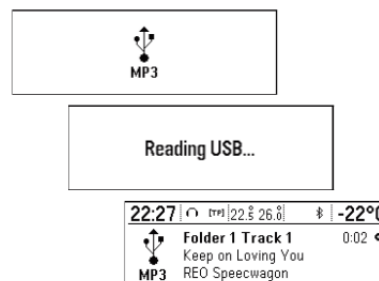 MP3
Reading USB...
22:27 [TP] 22.5 26.0 -22°
Folder 1 Track 1 0:02
Keep on Loving You
MP3 REO Speecwagon